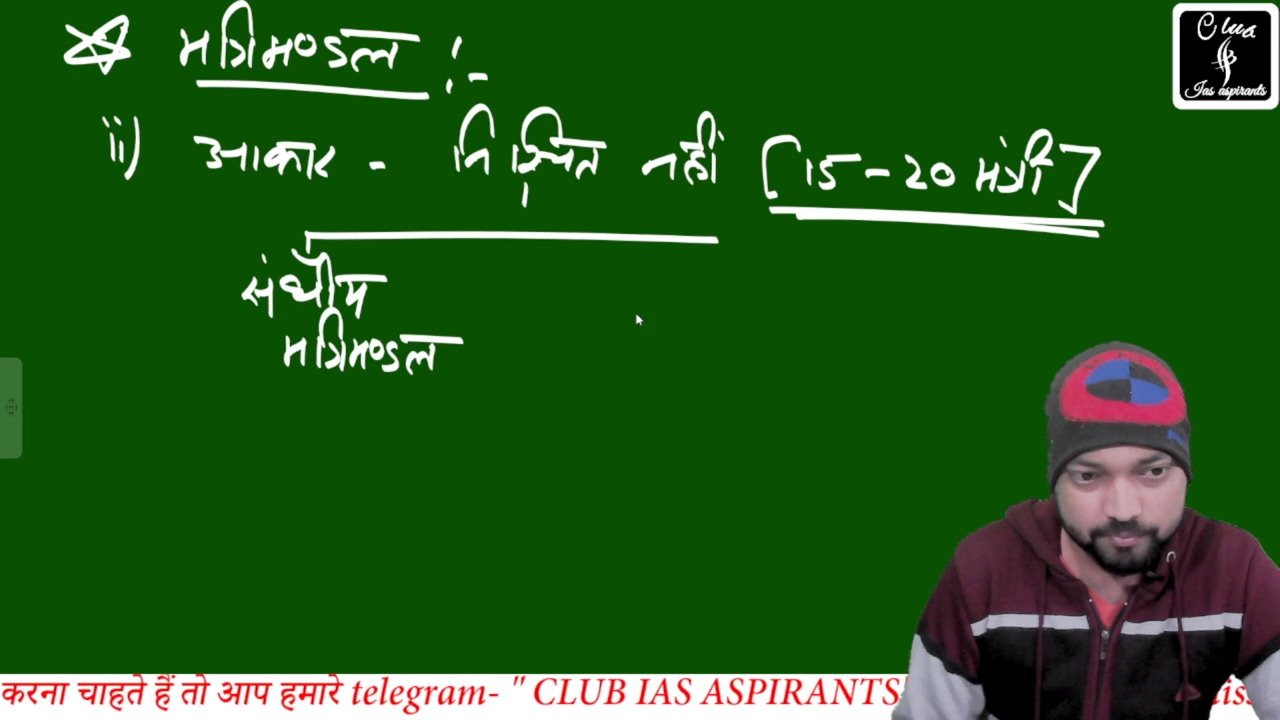 मंत्रिमण्डल :-
ii) आकार - निश्चित नहीं [15-20 मंत्री]
संघीय
मंत्रिमण्डल
Club
Ias aspirants
करना चाहते हैं तो आप हमारे telegram- " CLUB IAS ASPIRANTS"